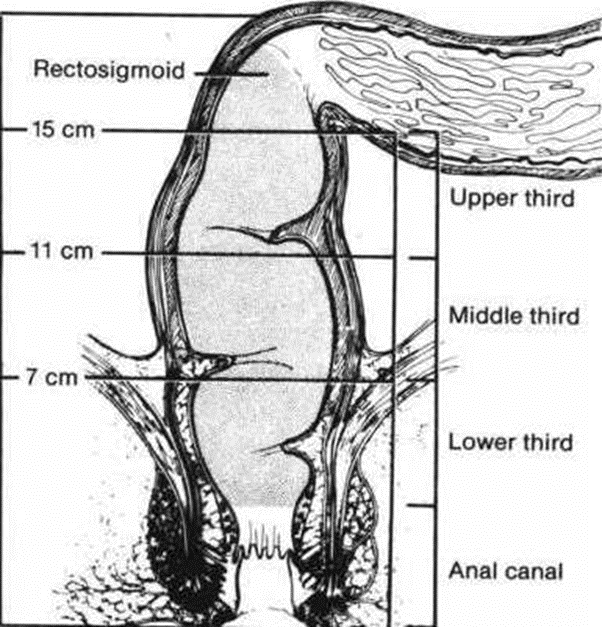 Rectosigmoid
15 cm
Upper third
11 cm
Middle third
7 cm
Lower third
Anal canal